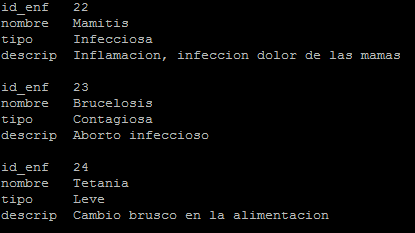 id_enf 22
nombre Mamitis
tipo Infecciosa
descrip Inflamacion, infeccion dolor de las mamas
id_enf 23
nombre Brucelosis
tipo Contagiosa
descrip Aborto infeccioso
id_enf 24
nombre Tetania
tipo Leve
descrip Cambio brusco en la alimentacion